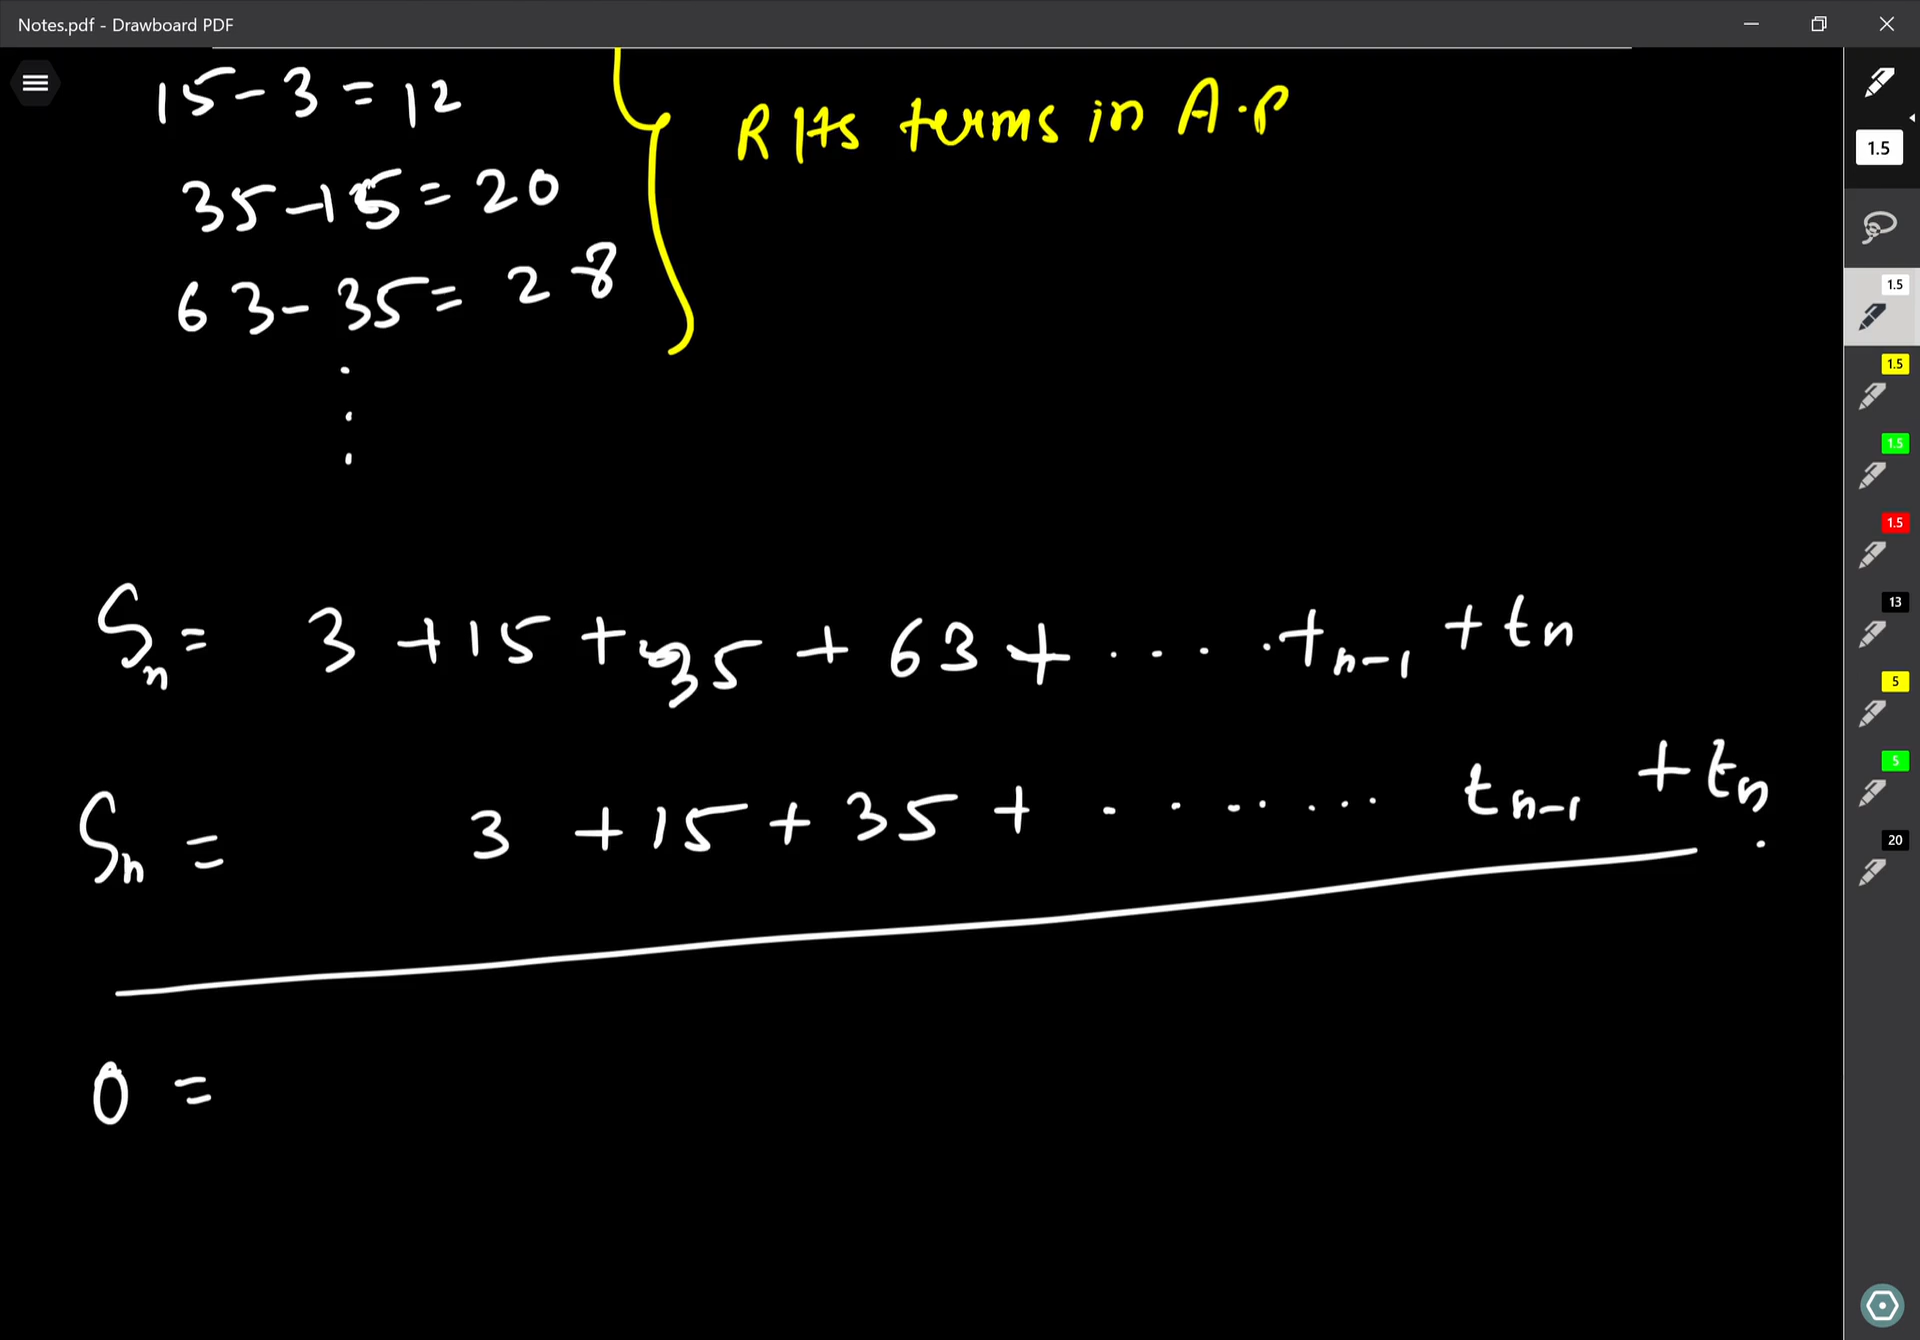 Notes.pdf - Drawboard PDF
15 - 3 = 12
R Hs terms in A.P
35 - 15 = 20
63 - 35 = 28
.
.
.
Sn = 3 + 15 + 35 + 63 + .... . tn-1 + tn
Sn = 3 + 15 + 35 + . . .. ... tn-1 + tn .
0 =
1.5
1.5
1.5
1.5
1.5
13
5
5
20